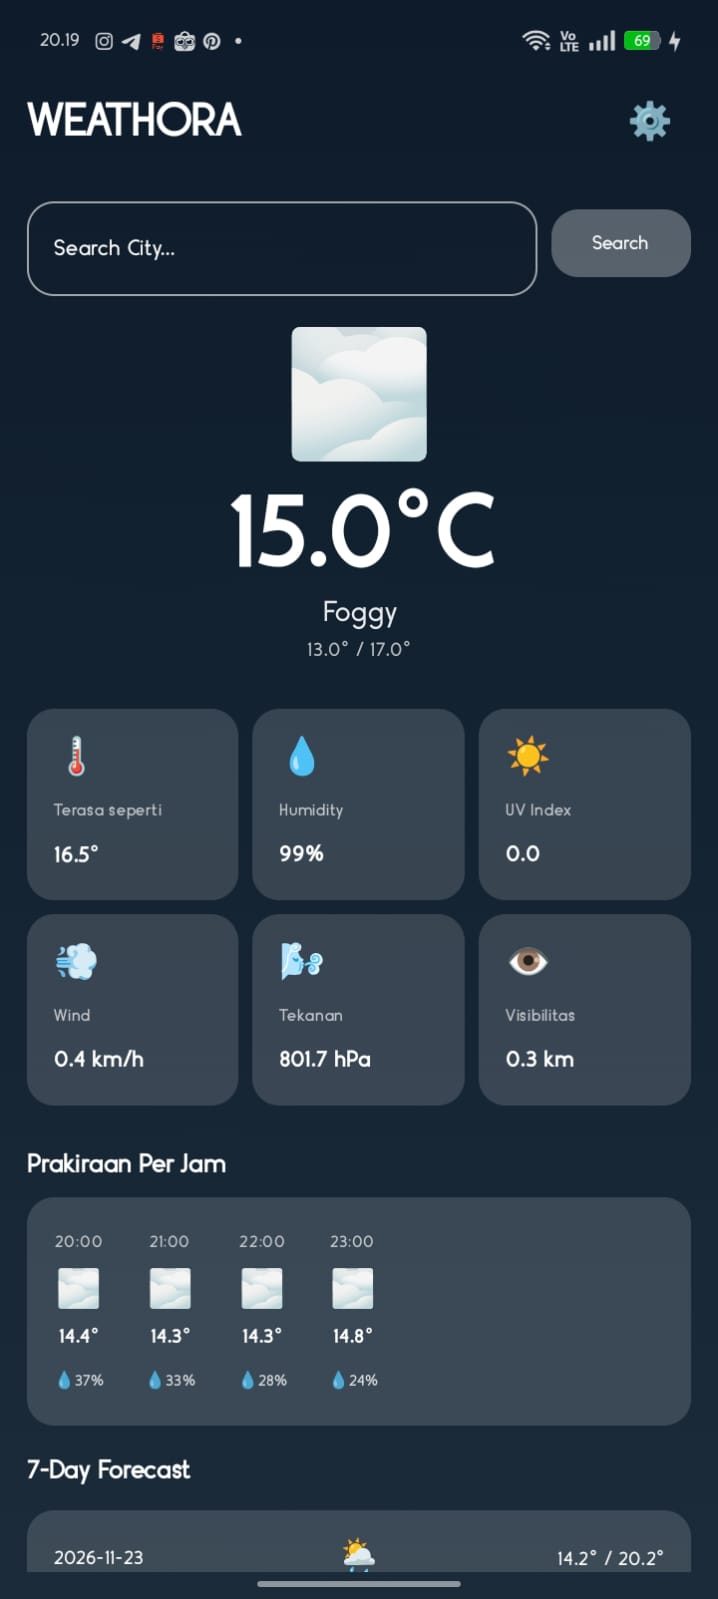 20.19
Vo LTE
69
WEATHORA
Search City...
Search
15.0°C
Foggy
13.0° / 17.0°
Terasa seperti
16.5°
Humidity
99%
UV Index
0.0
Wind
0.4 km/h
Tekanan
801.7 hPa
Visibilitas
0.3 km
Prakiraan Per Jam
20:00 21:00 22:00 23:00
14.4° 14.3° 14.3° 14.8°
37% 33% 28% 24%
7-Day Forecast
2026-11-23 14.2° / 20.2°